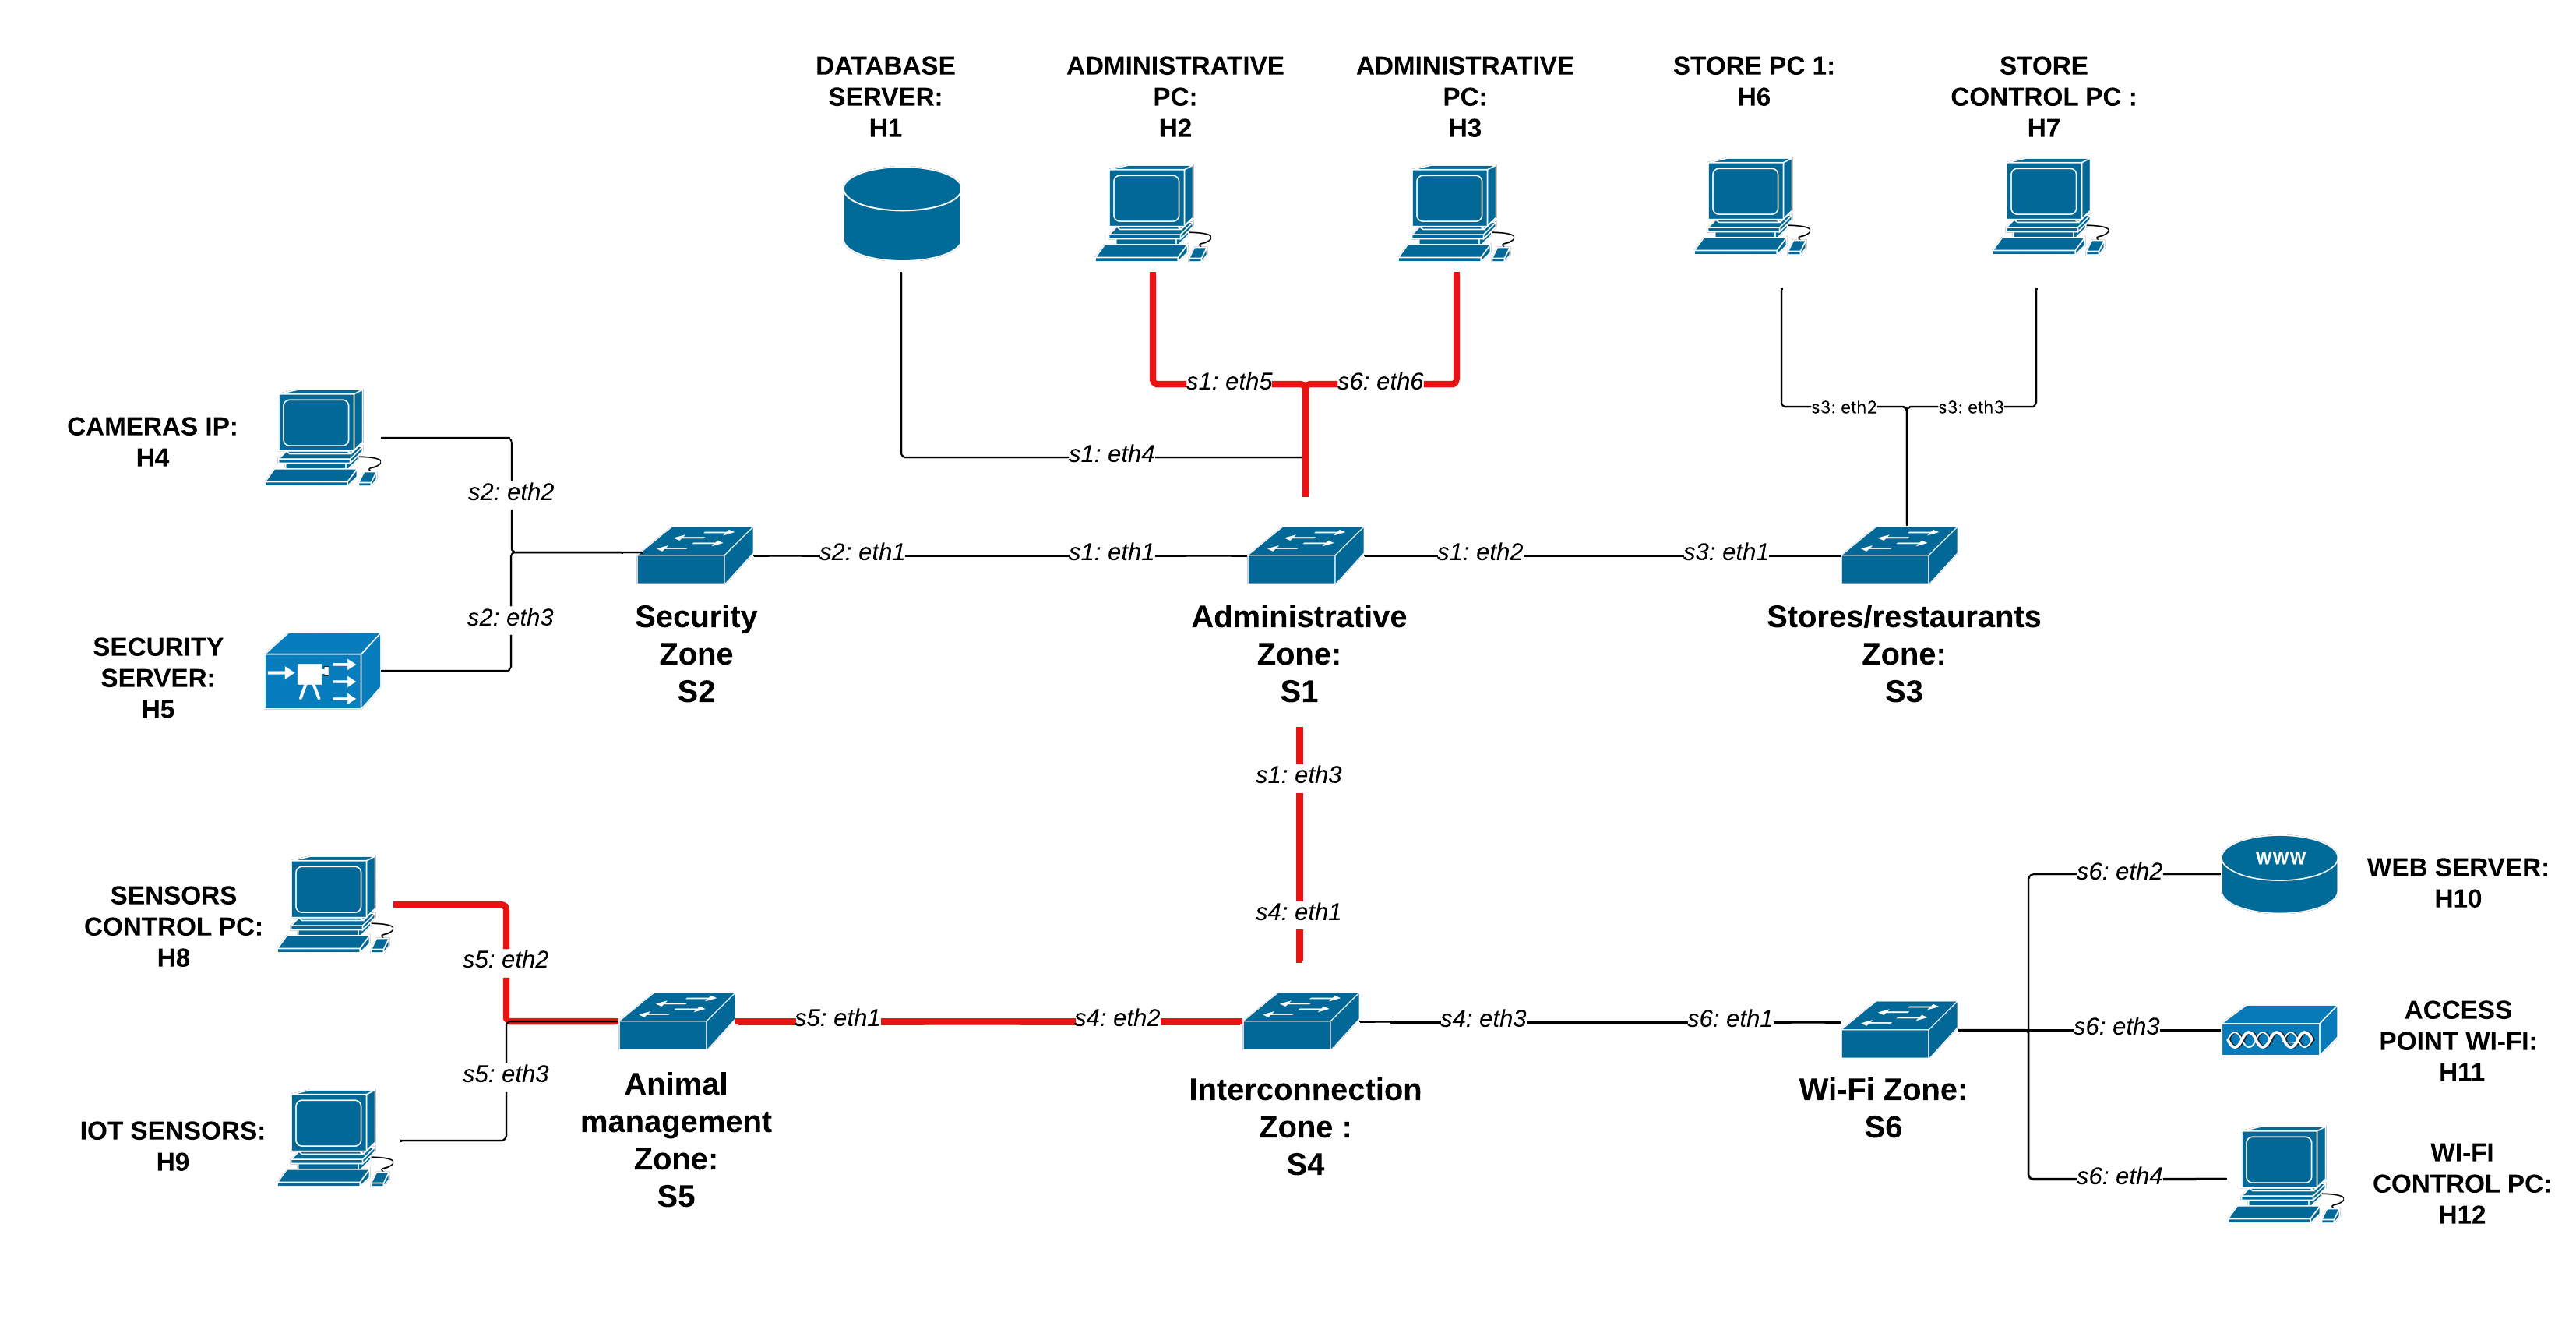 DATABASE
SERVER:
H1
ADMINISTRATIVE
PC:
H2
ADMINISTRATIVE
PC:
H3
STORE PC 1:
H6
STORE
CONTROL PC :
H7
s1: eth5
s6: eth6
s3: eth2
s3: eth3
CAMERAS IP:
H4
s1: eth4
s2: eth2
s2: eth1
s1: eth1
s1: eth2
s3: eth1
s2: eth3
SECURITY
SERVER:
H5
Security
Zone
S2
Administrative
Zone:
S1
Stores/restaurants
Zone:
S3
s1: eth3
s4: eth1
SENSORS
CONTROL PC:
H8
s5: eth2
s5: eth1
s4: eth2
s4: eth3
s6: eth1
s6: eth2
WWW
WEB SERVER:
H10
s6: eth3
ACCESS
POINT WI-FI:
H11
s5: eth3
IOT SENSORS:
H9
Animal
management
Zone:
S5
Interconnection
Zone :
S4
Wi-Fi Zone:
S6
s6: eth4
WI-FI
CONTROL PC:
H12